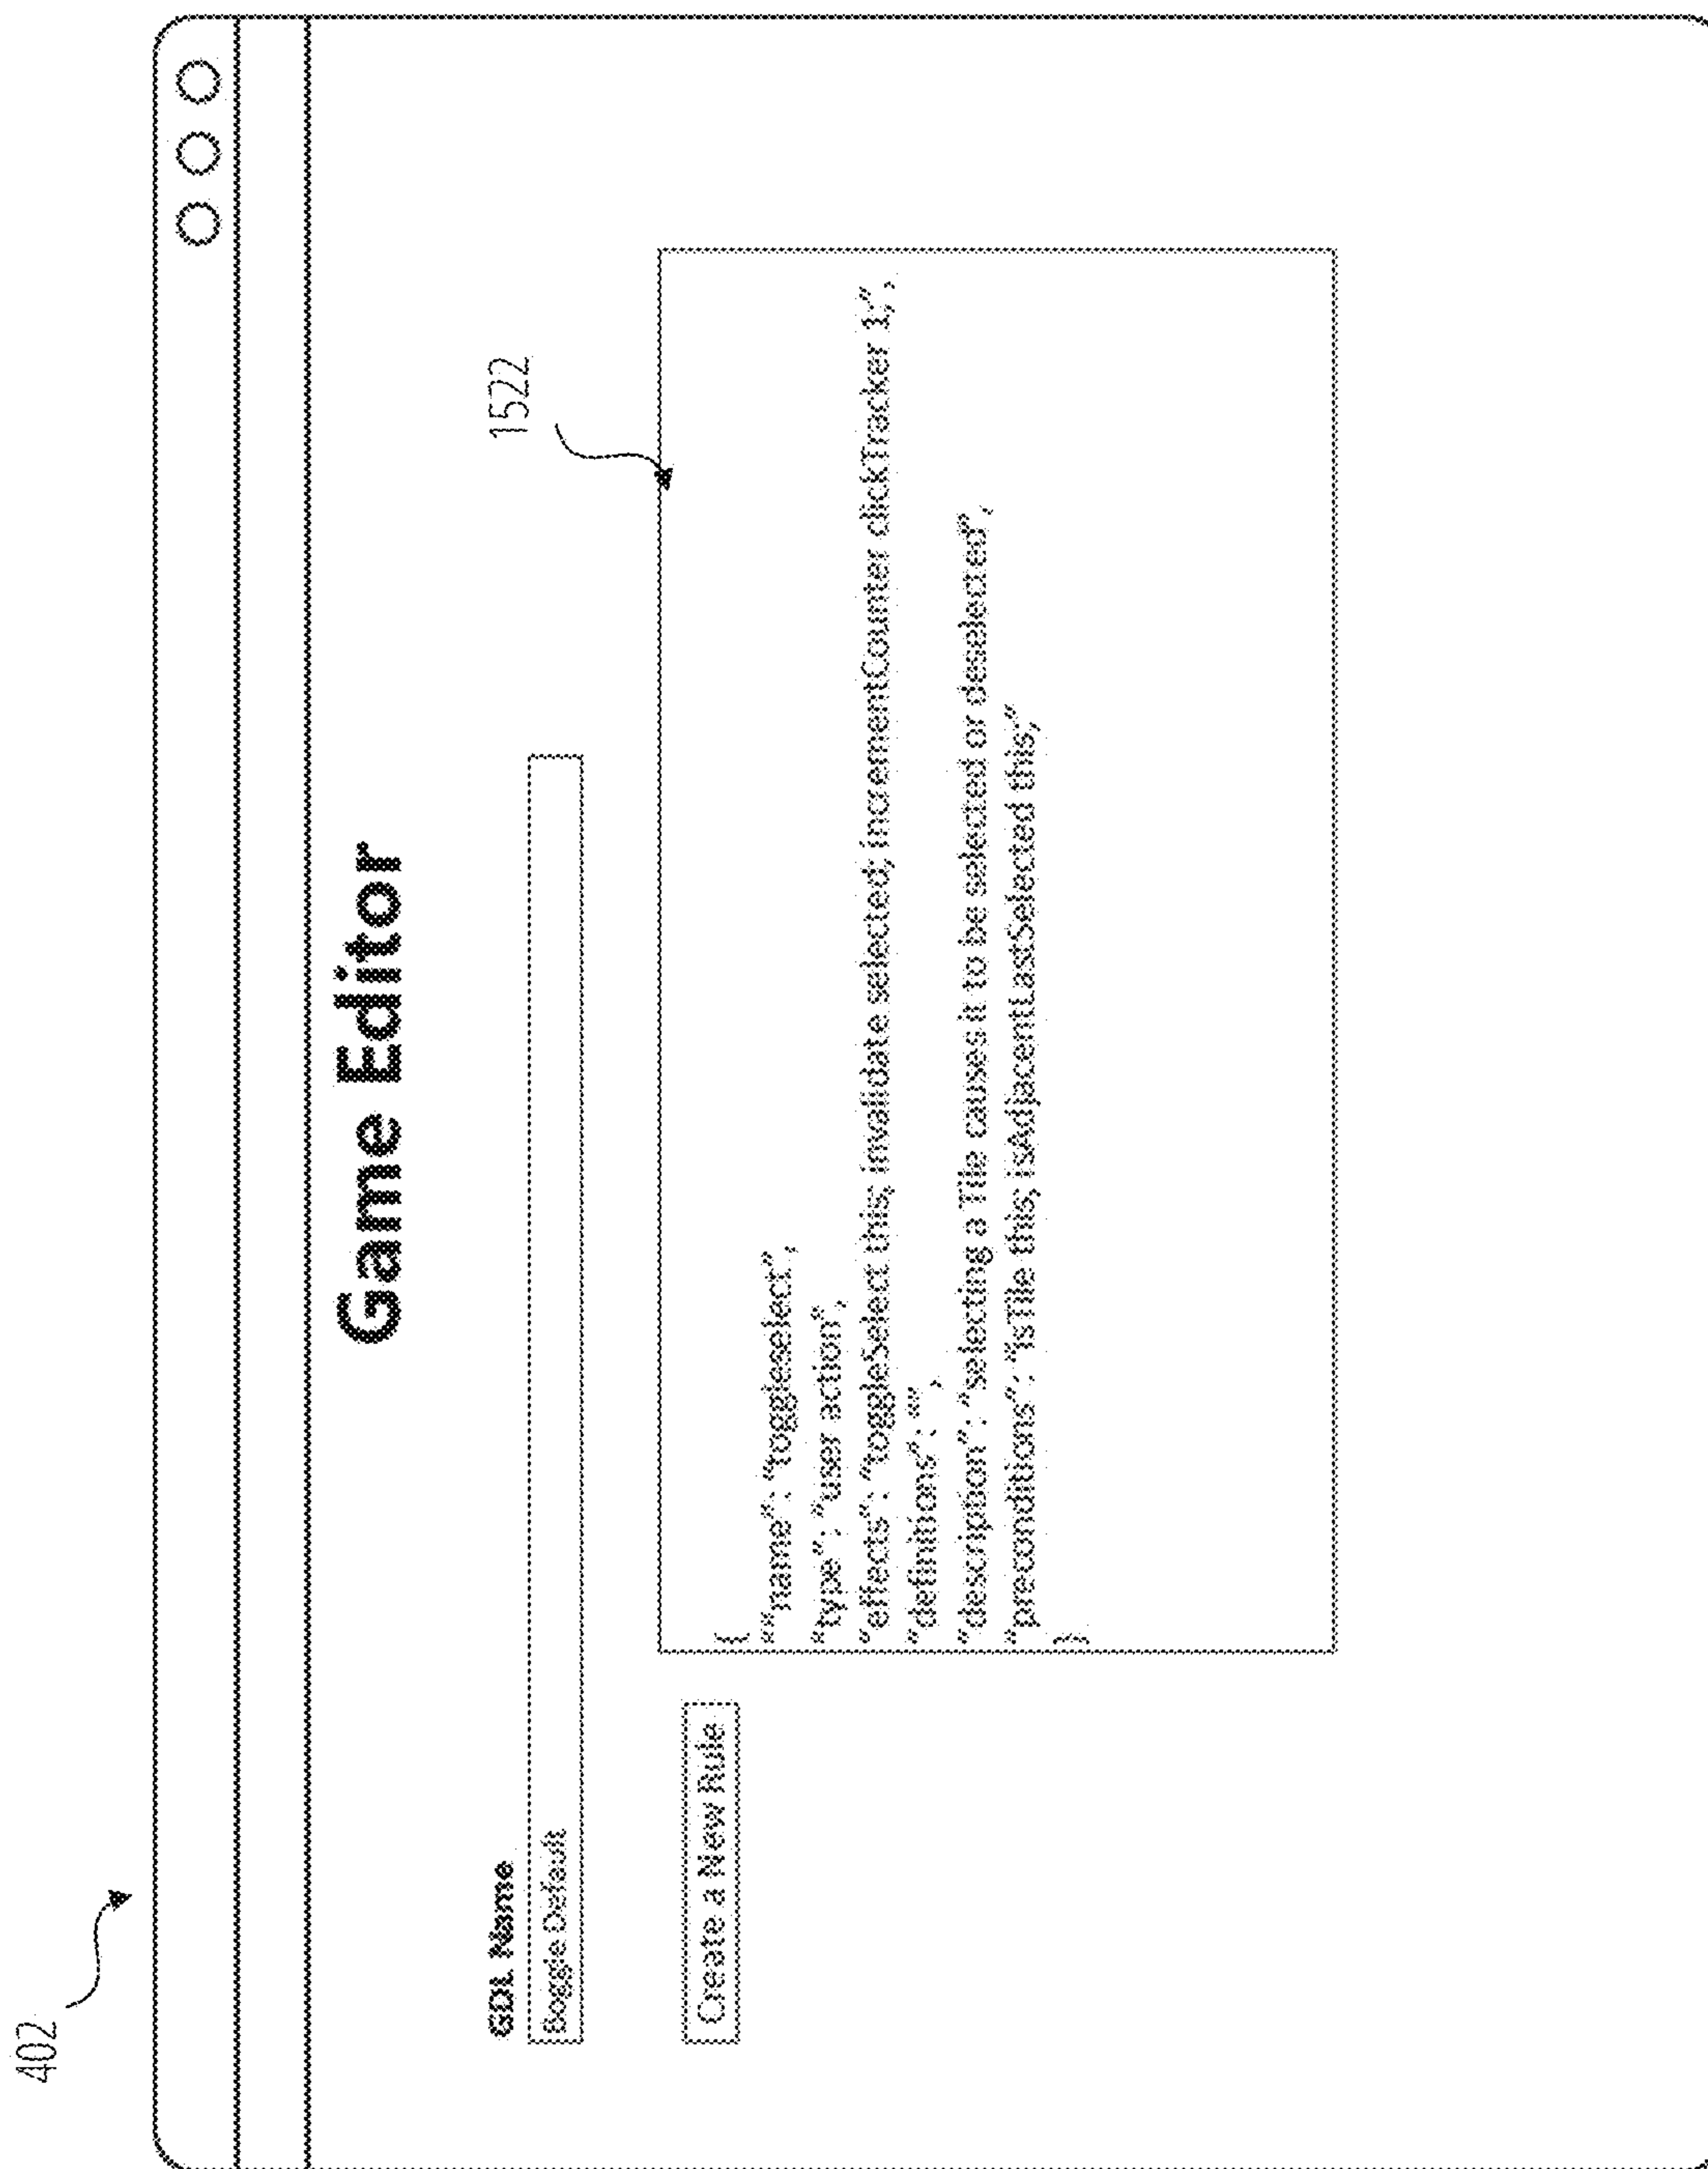 402
Game Editor
GDL Name
Boggle Default
1522
Create a New Rule
{
""name": "toggleselect",
"type": "user action",
"effects": "toggleSelect this; invalidate selected; incrementCounter clickTracker 1;",
"definitions": "",
"description": "selecting a Tile causes it to be selected or deselected",
"preconditions": "isTile this; isAdjacentLastSelected this;"
}